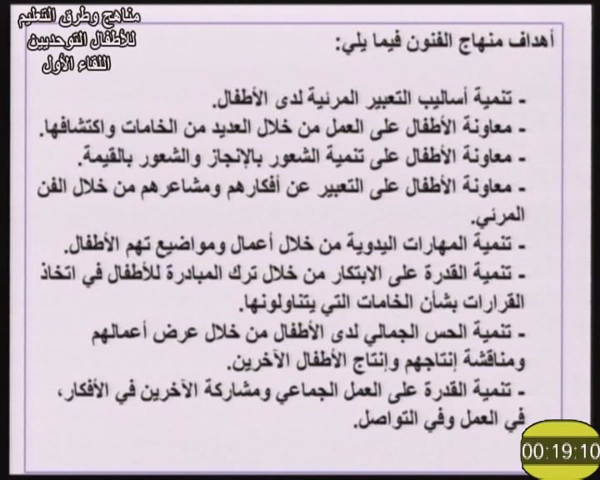 مناهج وطرق التعليم
للأطفال التوحديين
اللقاء الأول
أهداف منهاج الفنون فيما يلي:
- تنمية أساليب التعبير المرئية لدى الأطفال.
- معاونة الأطفال على العمل من خلال العديد من الخامات واكتشافها.
- معاونة الأطفال على تنمية الشعور بالإنجاز والشعور بالقيمة.
- معاونة الأطفال على التعبير عن أفكارهم ومشاعرهم من خلال الفن
المرئي.
- تنمية المهارات اليدوية من خلال أعمال ومواضيع تهم الأطفال.
- تنمية القدرة على الابتكار من خلال ترك المبادرة للأطفال في اتخاذ
القرارات بشأن الخامات التي يتناولونها.
- تنمية الحس الجمالي لدى الأطفال من خلال عرض أعمالهم
ومناقشة إنتاجهم وإنتاج الأطفال الآخرين.
- تنمية القدرة على العمل الجماعي ومشاركة الآخرين في الأفكار،
في العمل وفي التواصل.
00:19:10